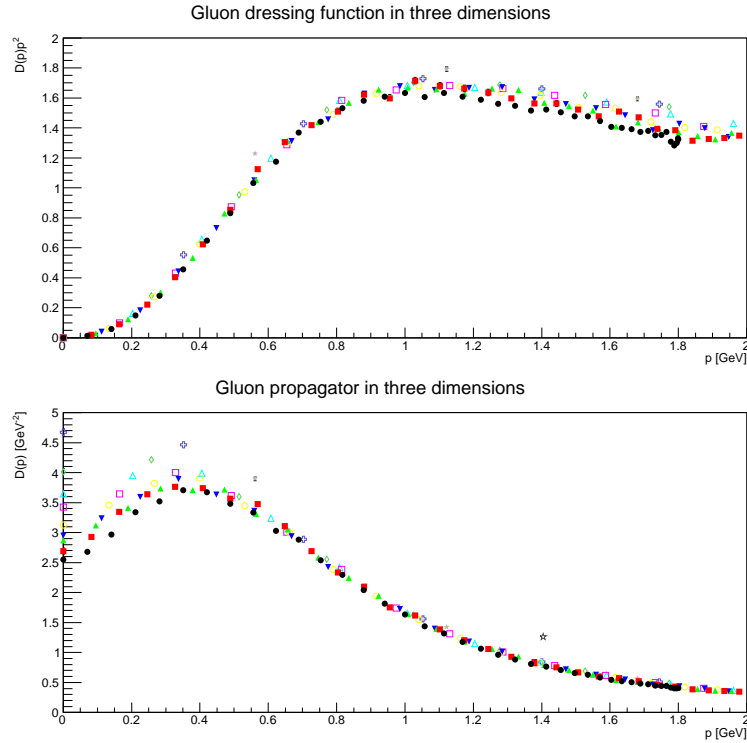 Gluon dressing function in three dimensions
D(p)p²
2
1.8
1.6
1.4
1.2
1
0.8
0.6
0.4
0.2
0
0 0.2 0.4 0.6 0.8 1 1.2 1.4 1.6 1.8 2
p [GeV]
Gluon propagator in three dimensions
D(p) [GeV⁻²]
5
4.5
4
3.5
3
2.5
2
1.5
1
0.5
0
0 0.2 0.4 0.6 0.8 1 1.2 1.4 1.6 1.8 2
p [GeV]